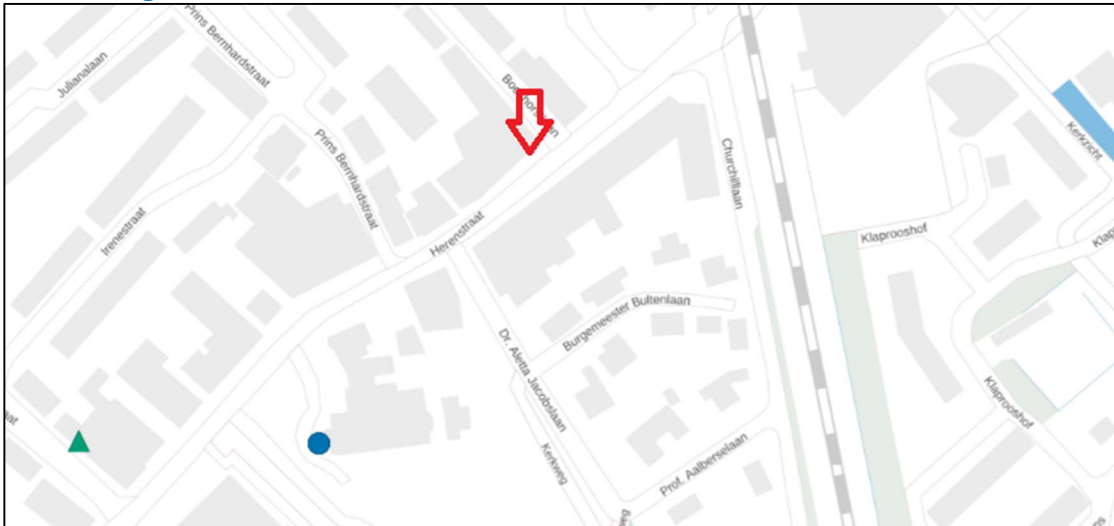 Prins Bernhardstraat
Julianalaan
Prins Bernhardstraat
Irenestraat
Herenstraat
Churchilllaan
Kerkzicht
Klaprooshof
Burgemeester Bultenlaan
Dr. Aletta Jacobslaan
Kerkweg
Prof. Aalberselaan
Klaprooshof